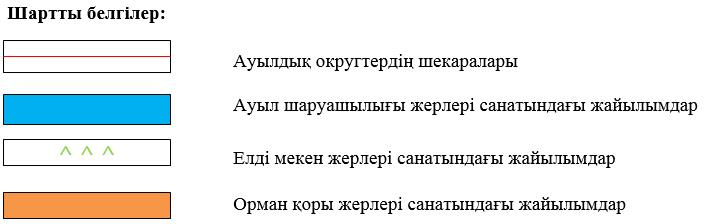 Шартты белгілер:
Ауылдық округтердің шекаралары
Ауыл шаруашылығы жерлері санатындағы жайылымдар
Елді мекен жерлері санатындағы жайылымдар
Орман қоры жерлері санатындағы жайылымдар